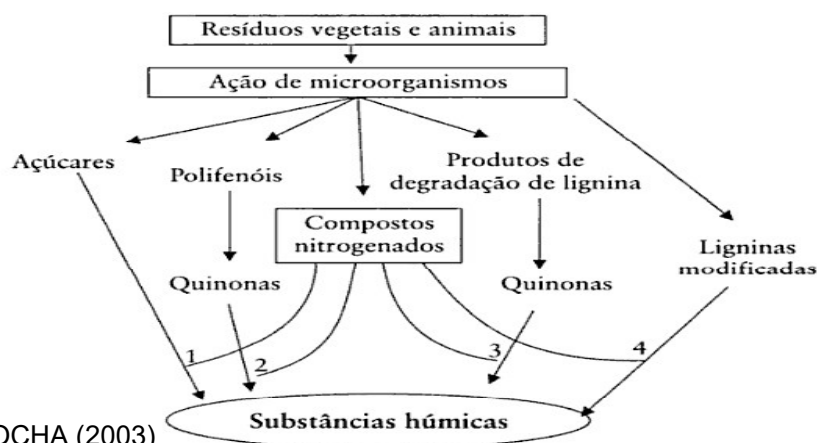 Resíduos vegetais e animais
Ação de microorganismos
Açúcares
Polifenóis
Produtos de
degradação de lignina
Compostos
nitrogenados
Ligninas
modificadas
Quinonas
Quinonas
1
2
3
4
Substâncias húmicas
OCHA (2003)